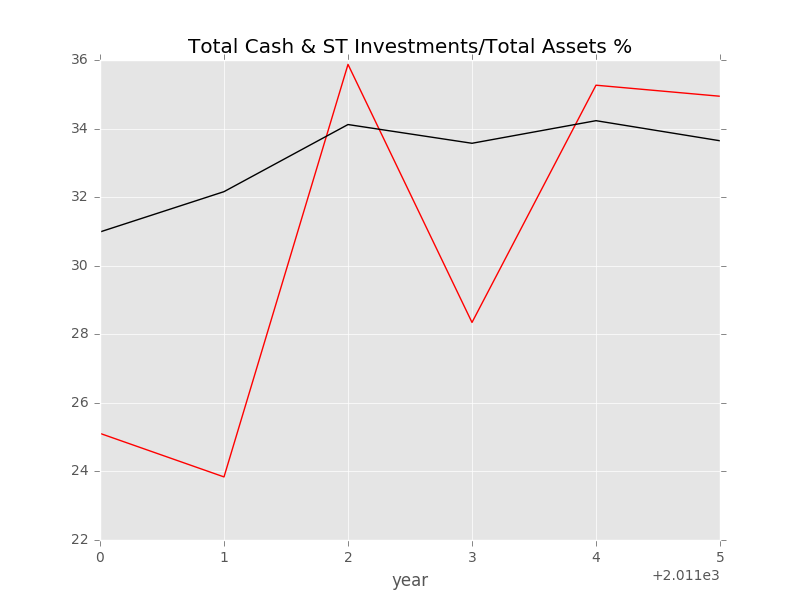 Total Cash & ST Investments/Total Assets %
36
34
32
30
28
26
24
22
0 1 2 3 4 5
+2.011e3
year